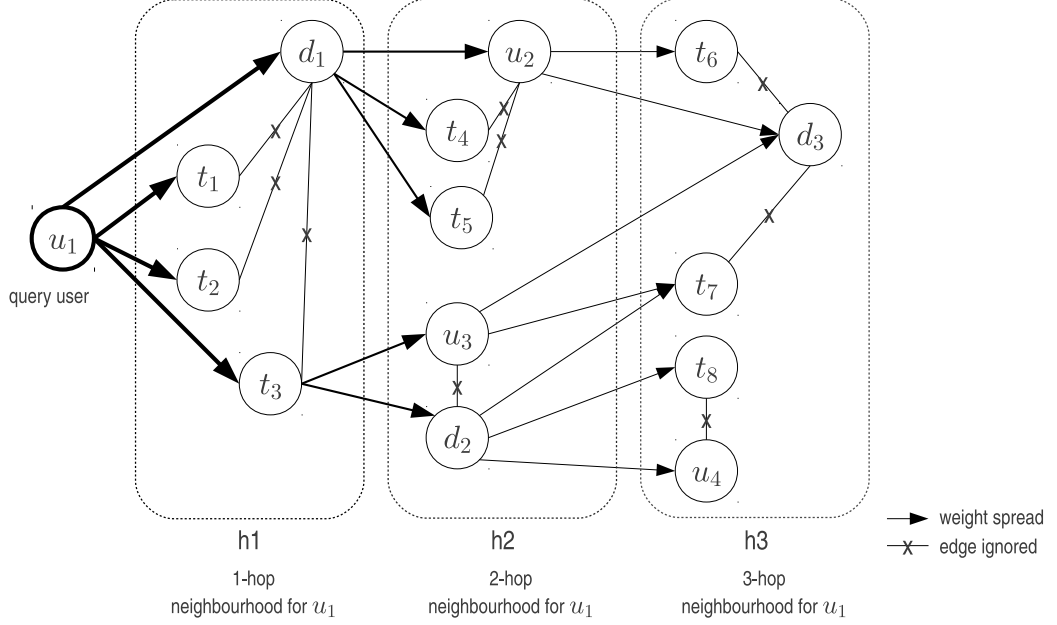 d1
u2
t6
t4
d3
t1
t5
u1
query user
t2
t7
u3
t3
t8
d2
u4
weight spread
x edge ignored
h1
h2
h3
1-hop
neighbourhood for u1
2-hop
neighbourhood for u1
3-hop
neighbourhood for u1